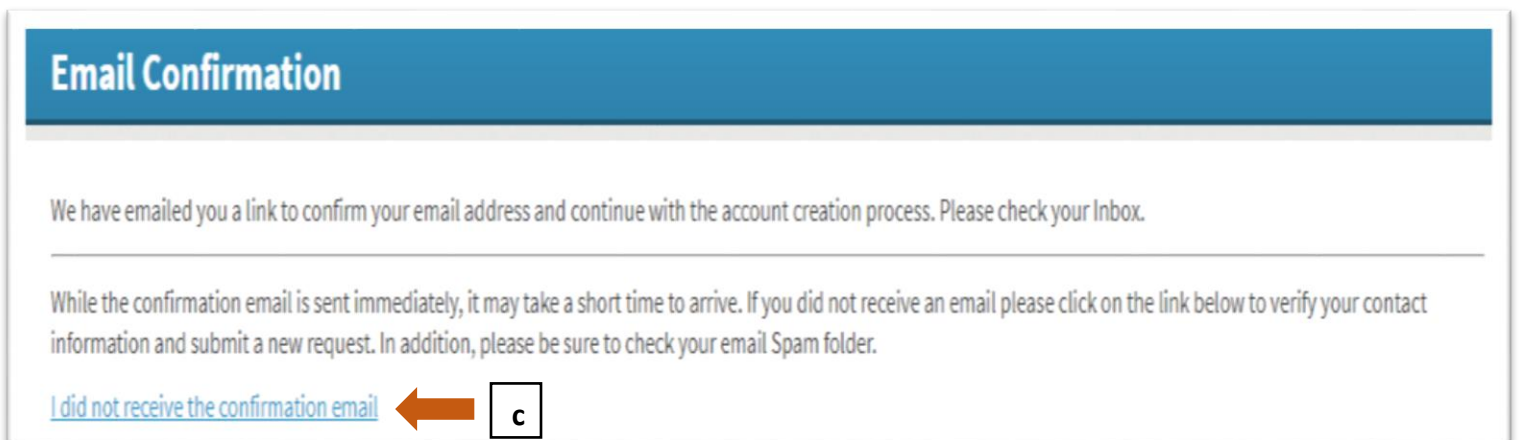 Email Confirmation
We have emailed you a link to confirm your email address and continue with the account creation process. Please check your Inbox.
While the confirmation email is sent immediately, it may take a short time to arrive. If you did not receive an email please click on the link below to verify your contact
information and submit a new request. In addition, please be sure to check your email Spam folder.
I did not receive the confirmation email
c